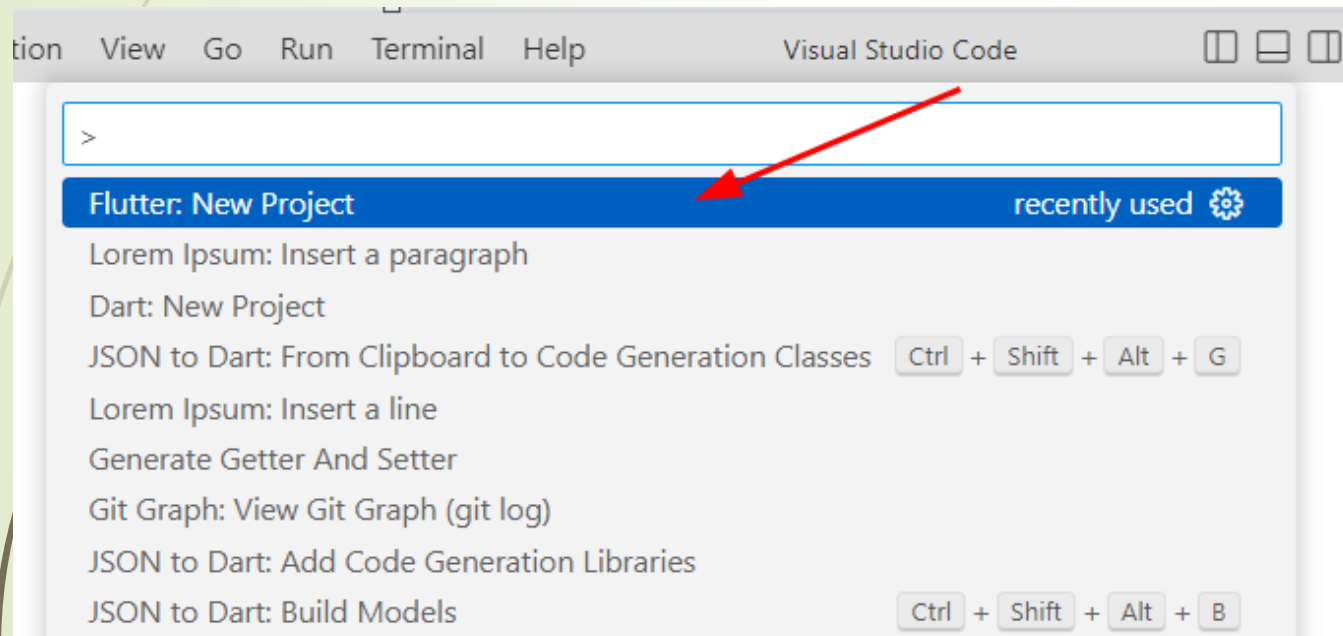 tion View Go Run Terminal Help Visual Studio Code
>
Flutter: New Project recently used
Lorem Ipsum: Insert a paragraph
Dart: New Project
JSON to Dart: From Clipboard to Code Generation Classes Ctrl + Shift + Alt + G
Lorem Ipsum: Insert a line
Generate Getter And Setter
Git Graph: View Git Graph (git log)
JSON to Dart: Add Code Generation Libraries
JSON to Dart: Build Models Ctrl + Shift + Alt + B